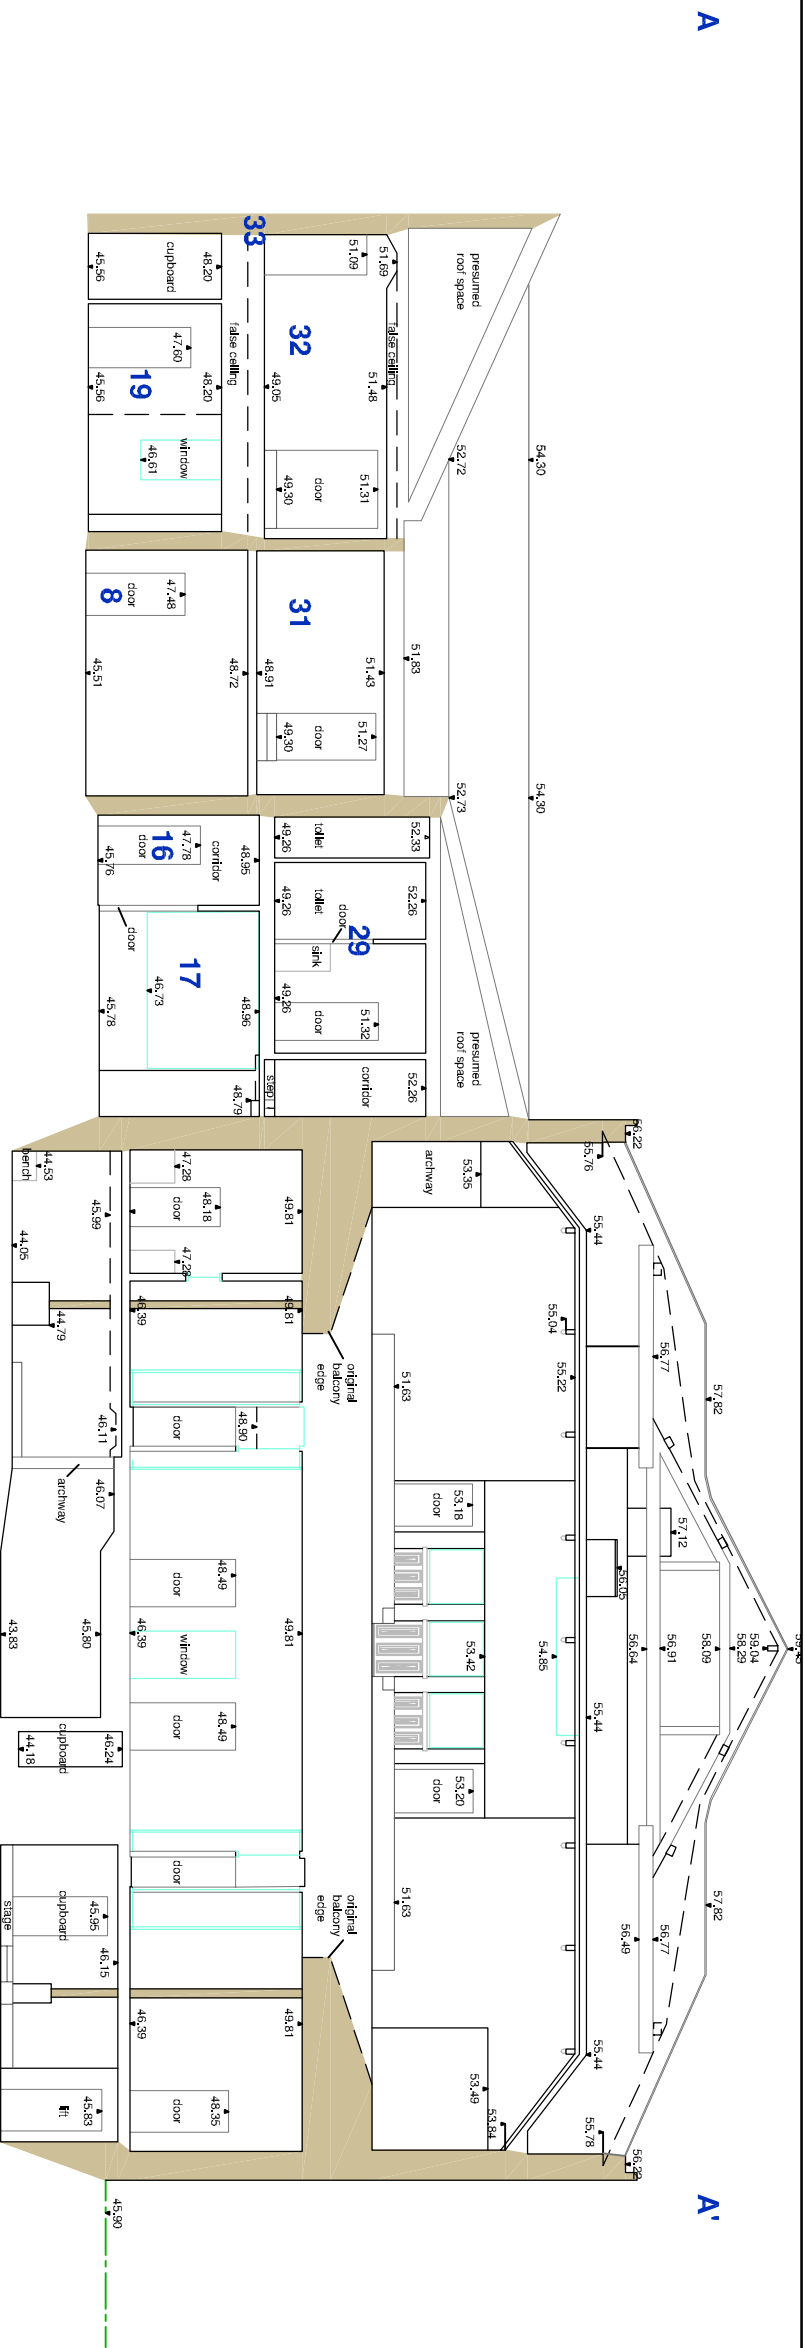 A
33
cupboard
48.20
45.56
51.09
51.69
presumed
roof space
47.60
19
48.20
45.56
false ceiling
32
49.05
51.48
false ceiling
window
46.61
door
51.31
49.30
52.72
54.30
8
door
47.48
45.51
48.72
31
48.91
51.43
door
51.27
49.30
51.83
52.73
54.30
16
door
47.78
corridor
45.76
48.95
door
17
46.73
45.78
48.96
48.79
toilet
49.26
52.33
toilet
49.26
52.26
door
29
sink
49.26
door
51.32
step
corridor
52.26
presumed
roof space
bench
44.53
45.99
44.05
44.79
46.11
archway
46.07
43.83
45.80
cupboard
44.18
46.24
stage
cupboard
45.95
46.15
lift
45.83
47.28
door
48.18
47.28
49.81
46.39
49.81
original
balcony
edge
door
48.90
door
48.49
window
46.39
49.81
door
48.49
door
original
balcony
edge
46.39
49.81
door
48.35
archway
53.35
55.76
56.22
55.44
55.04
55.22
51.63
56.77
57.82
door
53.18
57.12
56.05
53.42
54.85
56.64
56.91
58.09
58.29
59.04
55.44
door
53.20
51.63
56.49
56.77
57.82
55.44
53.49
53.84
55.78
56.22
A'
45.90